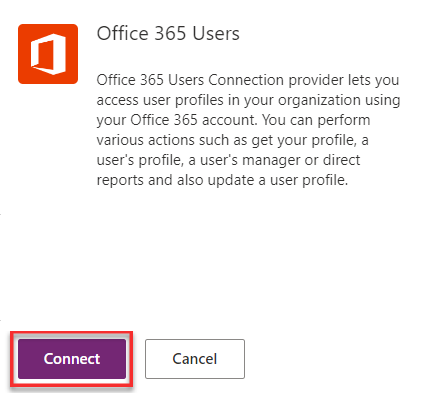 Office 365 Users
Office 365 Users Connection provider lets you
access user profiles in your organization using
your Office 365 account. You can perform
various actions such as get your profile, a
user's profile, a user's manager or direct
reports and also update a user profile.
Connect
Cancel